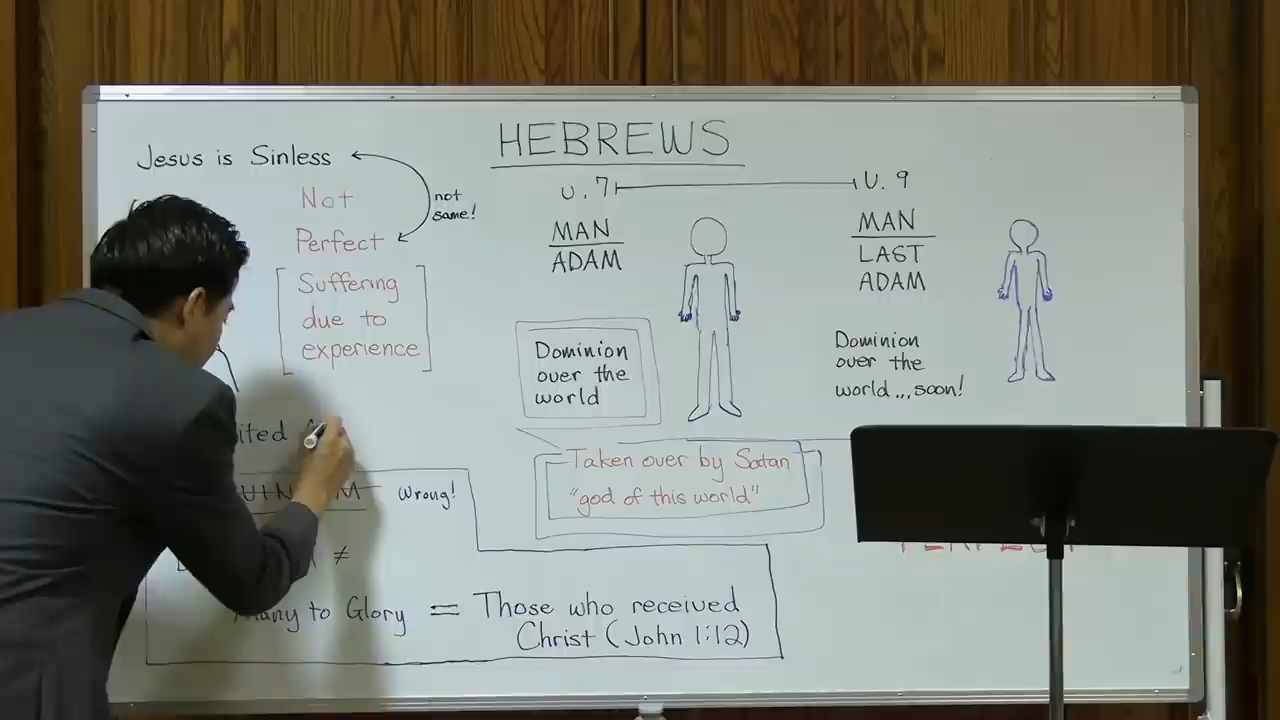 HEBREWS
Jesus is Sinless
Not
Perfect
not
same!
Suffering
due to
experience
Wrong!
≠
Many to Glory = Those who received
Christ (John 1:12)
v. 7
MAN
ADAM
Dominion
over the
world
Taken over by Satan
"god of this world"
v. 9
MAN
LAST
ADAM
Dominion
over the
world...soon!